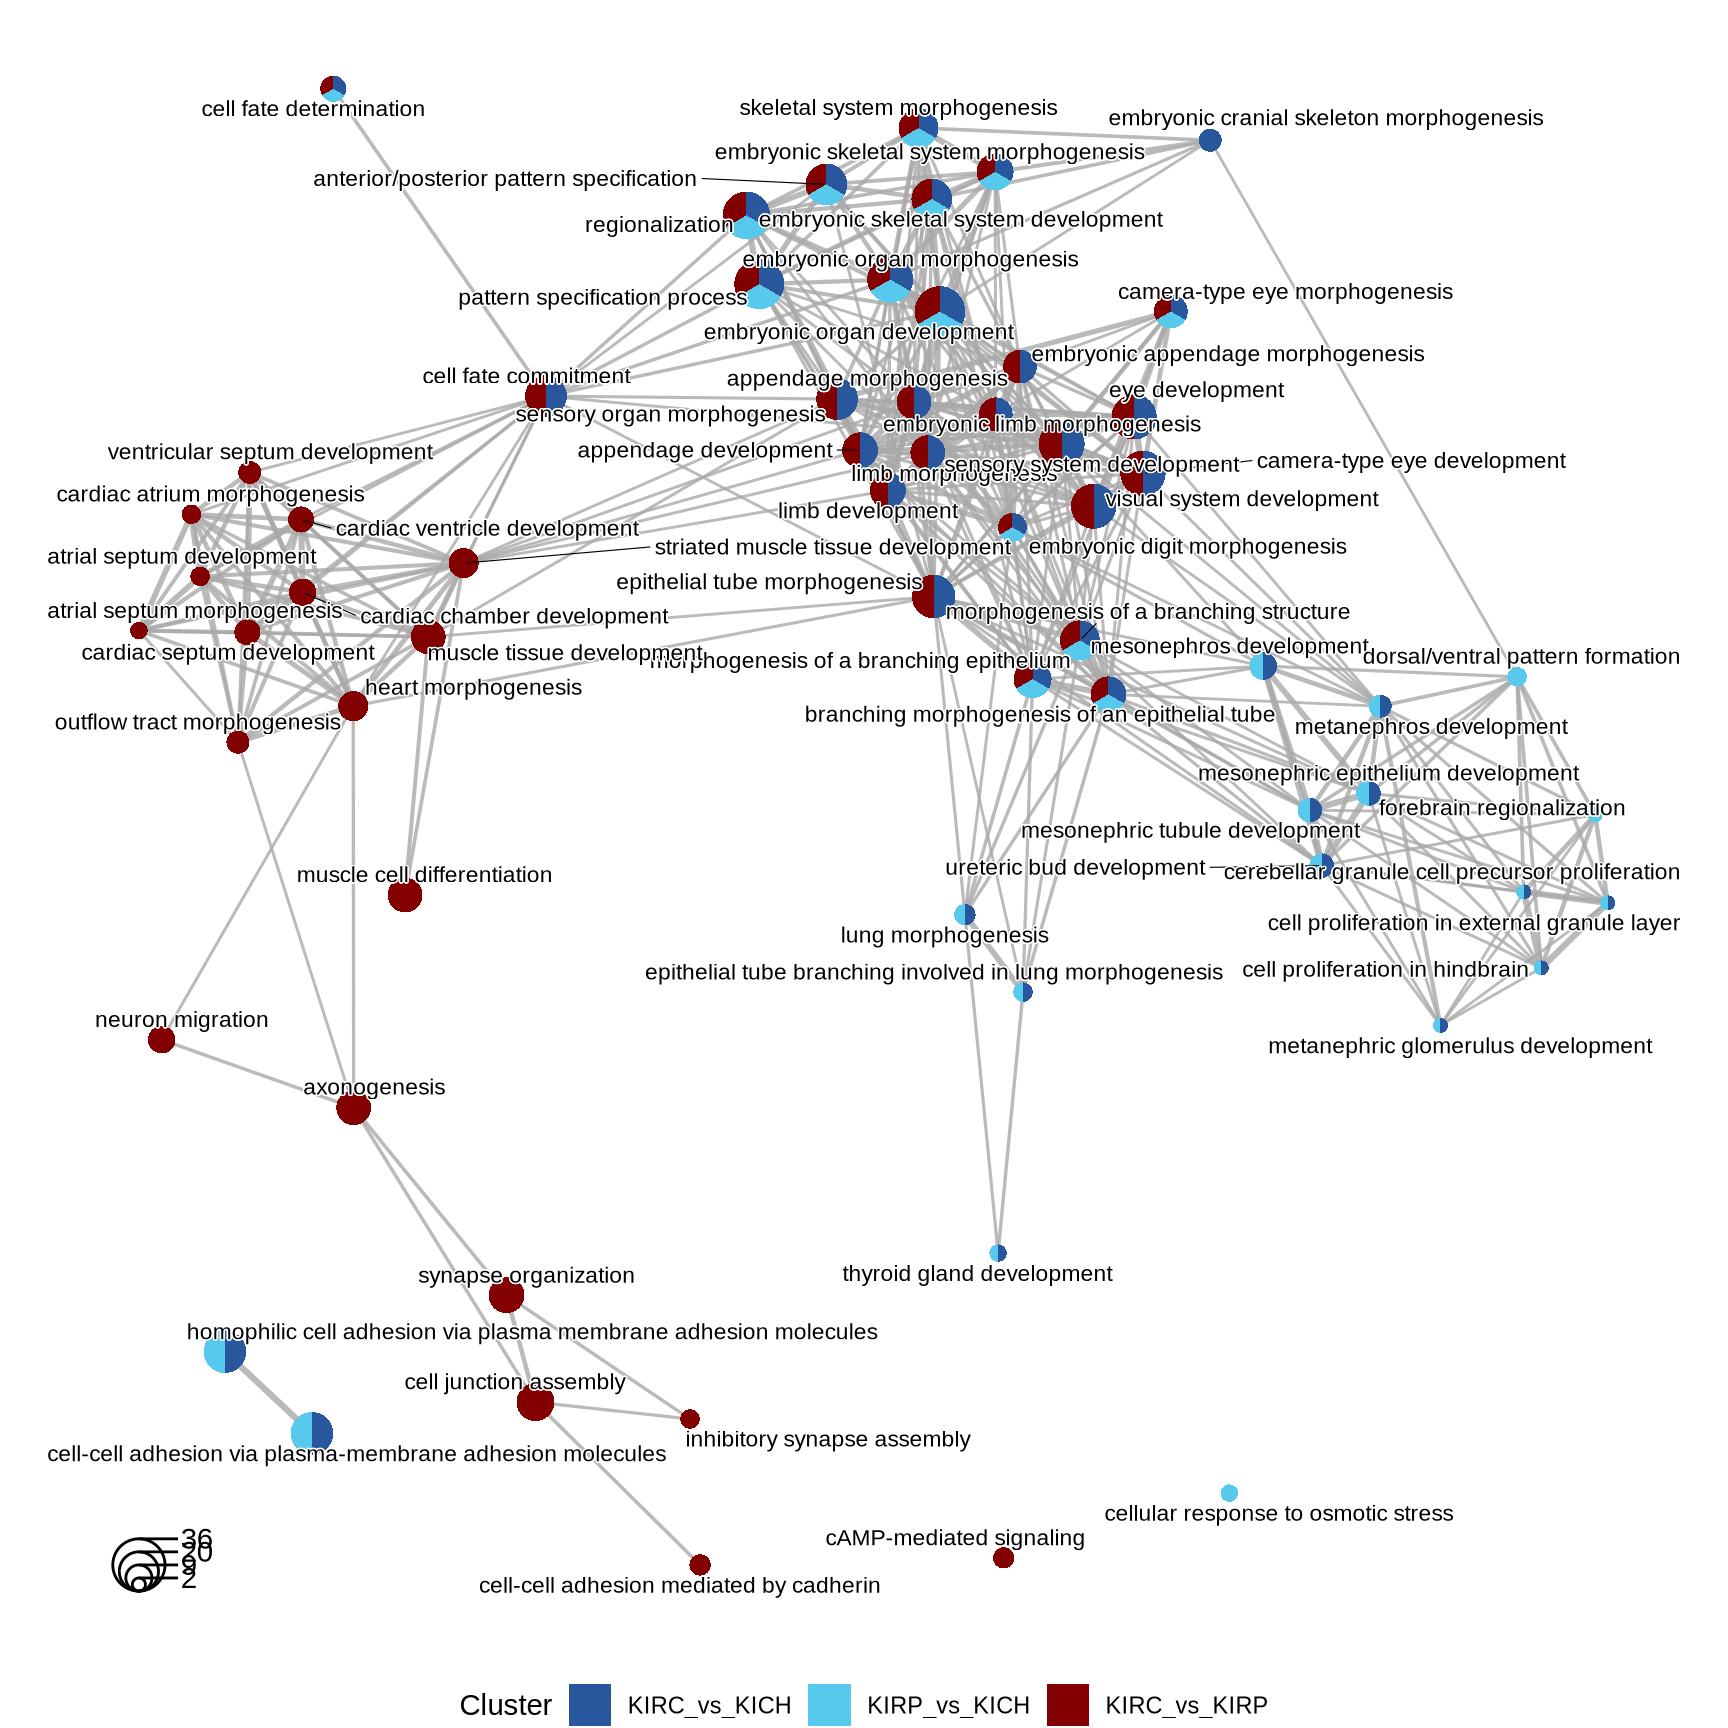 cell fate determination
skeletal system morphogenesis
embryonic cranial skeleton morphogenesis
embryonic skeletal system morphogenesis
anterior/posterior pattern specification
regionalization
embryonic skeletal system development
embryonic organ morphogenesis
pattern specification process
camera-type eye morphogenesis
embryonic organ development
embryonic appendage morphogenesis
cell fate commitment
appendage morphogenesis
eye development
sensory organ morphogenesis
embryonic limb morphogenesis
ventricular septum development
appendage development
sensory system development
camera-type eye development
limb morphogenesis
cardiac atrium morphogenesis
visual system development
limb development
cardiac ventricle development
striated muscle tissue development
embryonic digit morphogenesis
atrial septum development
epithelial tube morphogenesis
atrial septum morphogenesis
cardiac chamber development
morphogenesis of a branching structure
cardiac septum development
muscle tissue development
mesonephros development
morphogenesis of a branching epithelium
dorsal/ventral pattern formation
heart morphogenesis
outflow tract morphogenesis
branching morphogenesis of an epithelial tube
metanephros development
mesonephric epithelium development
forebrain regionalization
mesonephric tubule development
ureteric bud development
cerebellar granule cell precursor proliferation
muscle cell differentiation
cell proliferation in external granule layer
lung morphogenesis
epithelial tube branching involved in lung morphogenesis
cell proliferation in hindbrain
neuron migration
metanephric glomerulus development
axonogenesis
synapse organization
thyroid gland development
homophilic cell adhesion via plasma membrane adhesion molecules
cell junction assembly
inhibitory synapse assembly
cell-cell adhesion via plasma-membrane adhesion molecules
cellular response to osmotic stress
cAMP-mediated signaling
cell-cell adhesion mediated by cadherin
36
20
9
2
Cluster KIRC_vs_KICH KIRP_vs_KICH KIRC_vs_KIRP